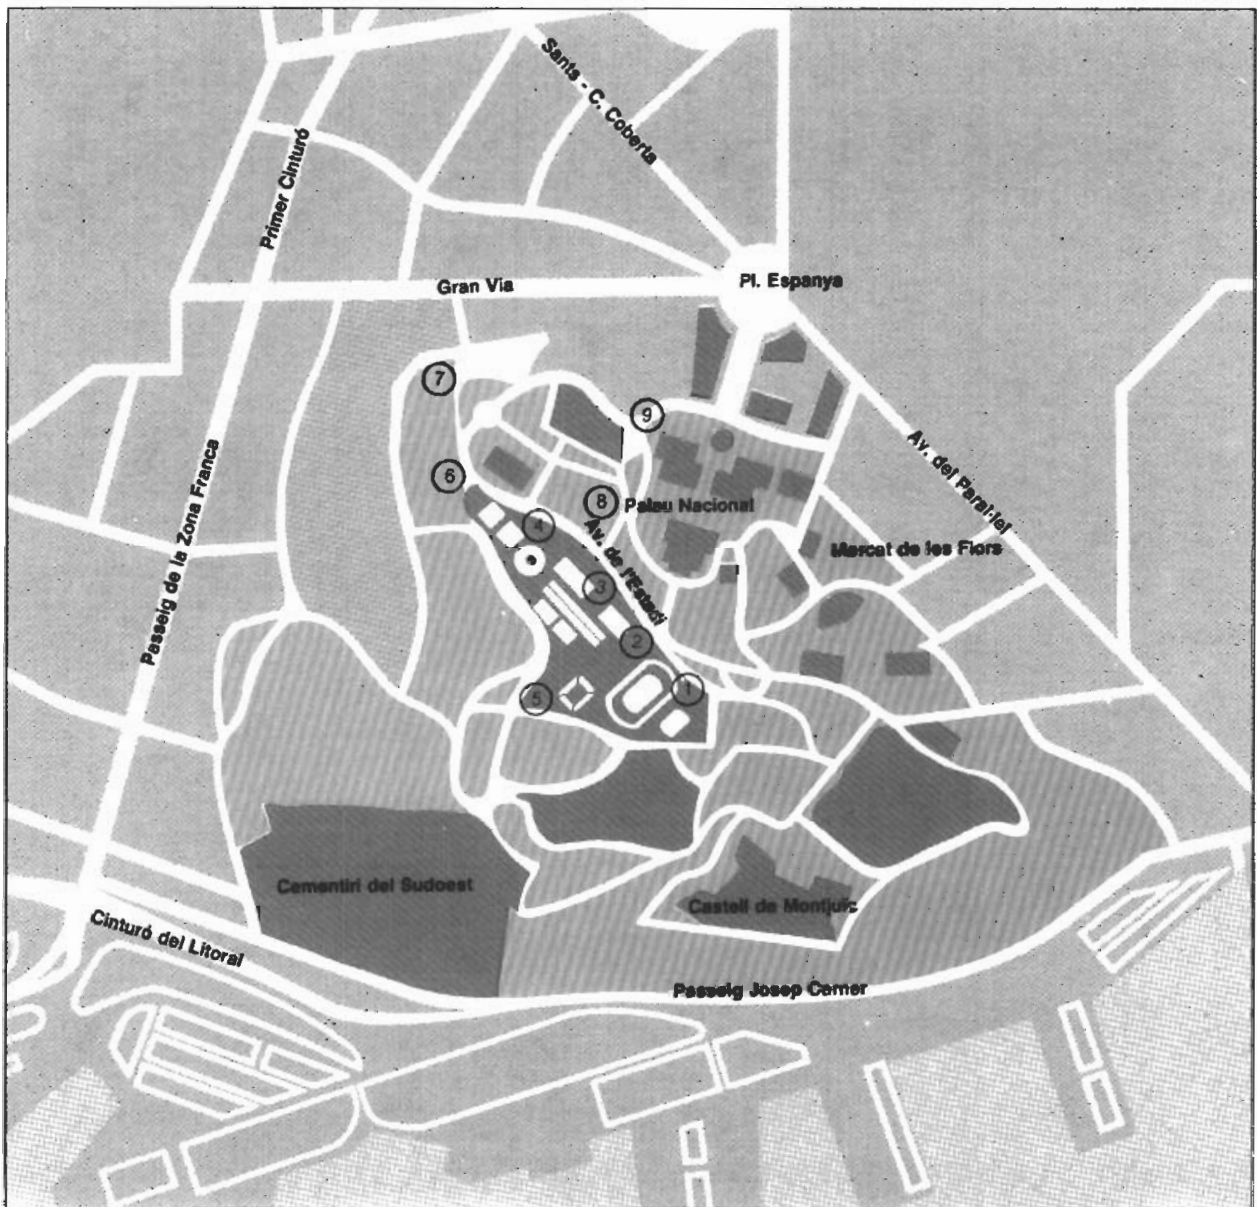 Sants - C. Coberta
Primer Cinturó
Gran Via
Pl. Espanya
7
9
Av. del Paral·lel
6
8
Palau Nacional
4
Av. de l'Estadi
Mercat de les Flors
Passeig de la Zona Franca
3
2
5
1
Cementiri del Sudoest
Castell de Montjuïc
Cinturó del Litoral
Passeig Josep Carner